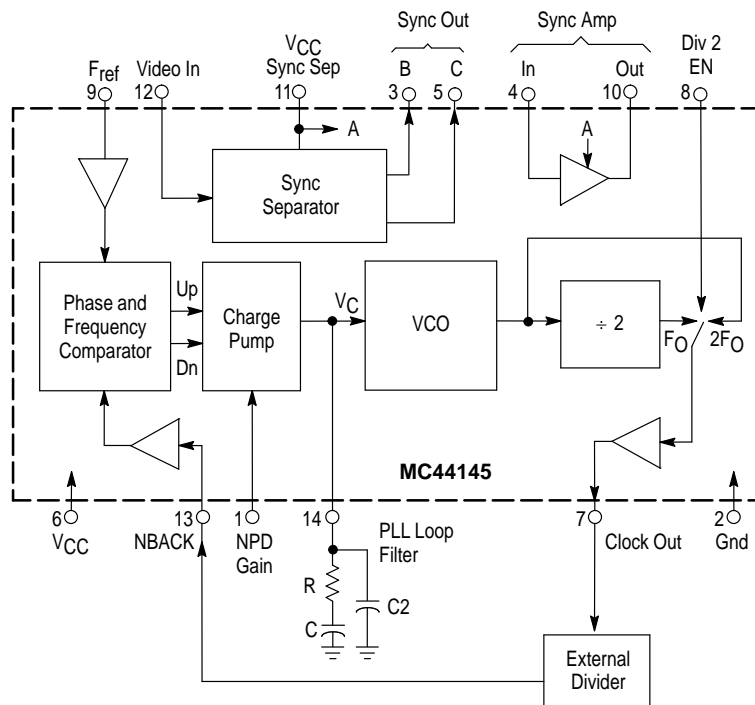 Sync Out
Sync Amp
VCC
Sync Sep
Div 2
EN
Fref
Video In
B
C
In
Out
9
12
11
3
5
4
10
8
A
A
Sync
Separator
Phase and
Frequency
Comparator
Up
Dn
Charge
Pump
VC
VCO
÷ 2
FO
2FO
MC44145
6
13
1
14
7
2
VCC
NBACK
NPD
Gain
PLL Loop
Filter
Clock Out
Gnd
R
C
C2
External
Divider